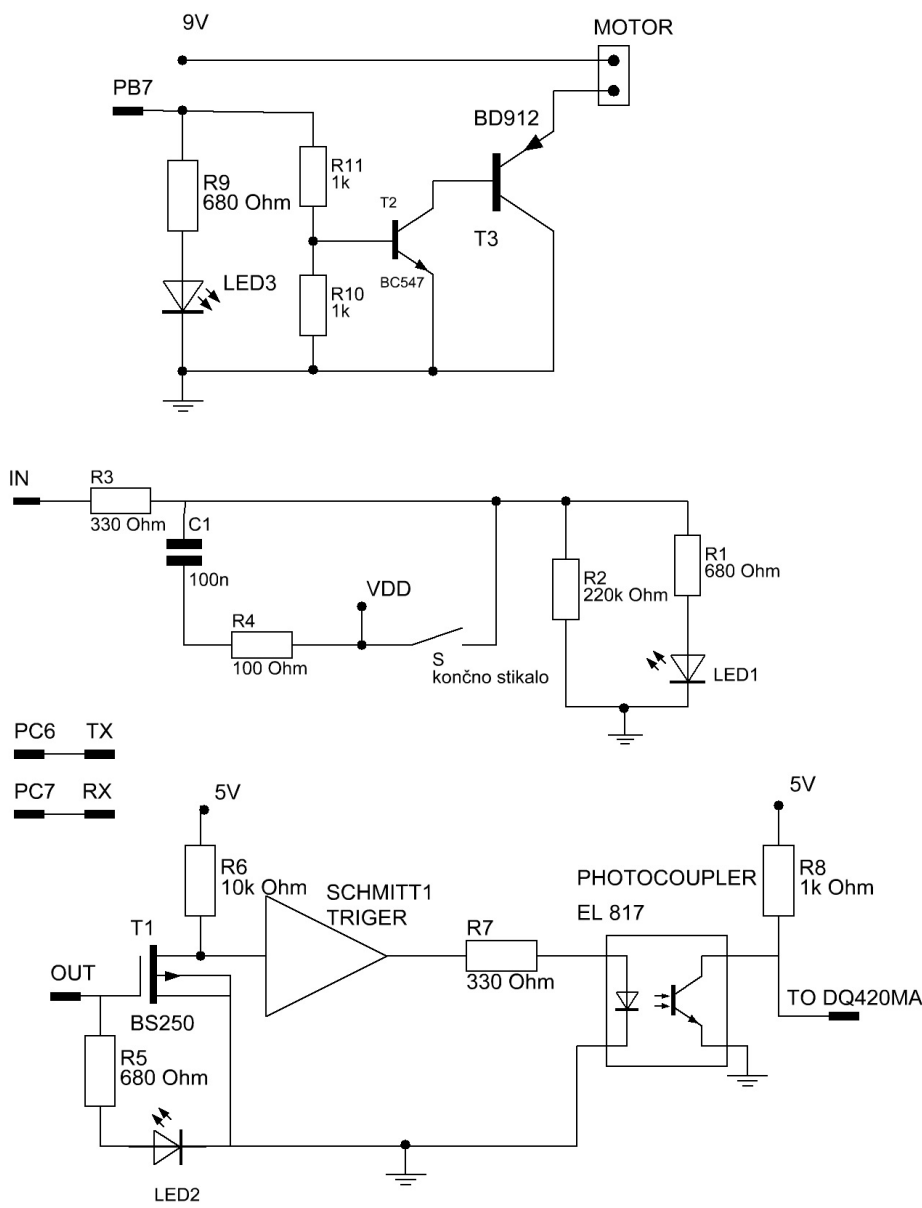 9V
MOTOR
PB7
BD912
R11
1k
R9
680 Ohm
T2
T3
LED3
BC547
R10
1k
IN
R3
330 Ohm
C1
100n
R1
680 Ohm
R2
220k Ohm
VDD
R4
100 Ohm
S
končno stikalo
LED1
PC6 TX
PC7 RX
5V
5V
R6
10k Ohm
R8
1k Ohm
SCHMITT1
TRIGER
PHOTOCOUPLER
EL 817
T1
R7
330 Ohm
OUT
BS250
TO DQ420MA
R5
680 Ohm
LED2